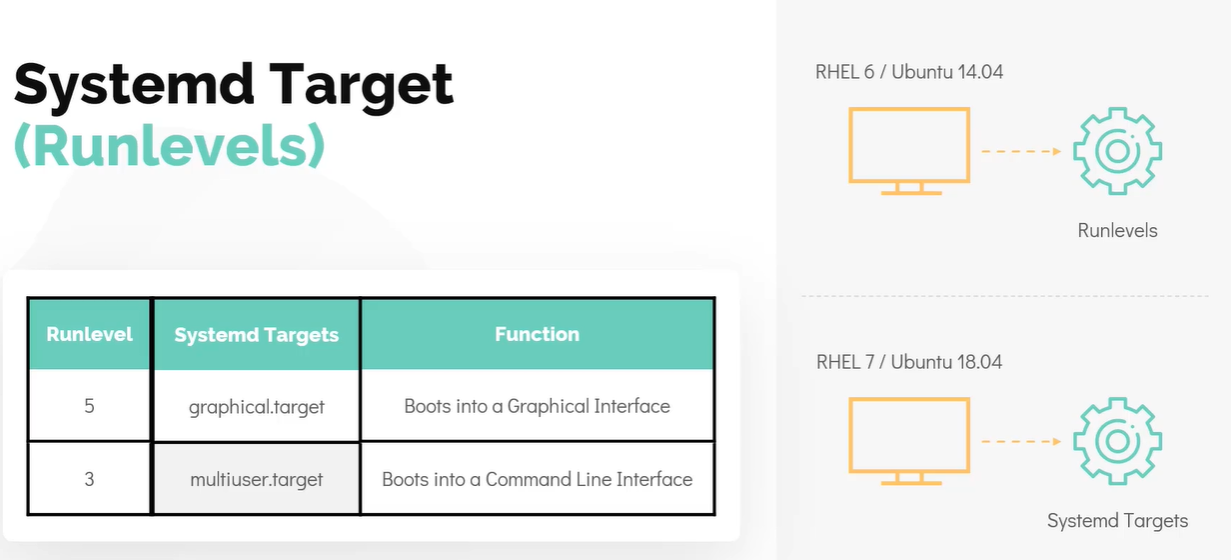 Systemd Target
(Runlevels)
Runlevel Systemd Targets Function
5 graphical.target Boots into a Graphical Interface
3 multiuser.target Boots into a Command Line Interface
RHEL 6 / Ubuntu 14.04
Runlevels
RHEL 7 / Ubuntu 18.04
Systemd Targets